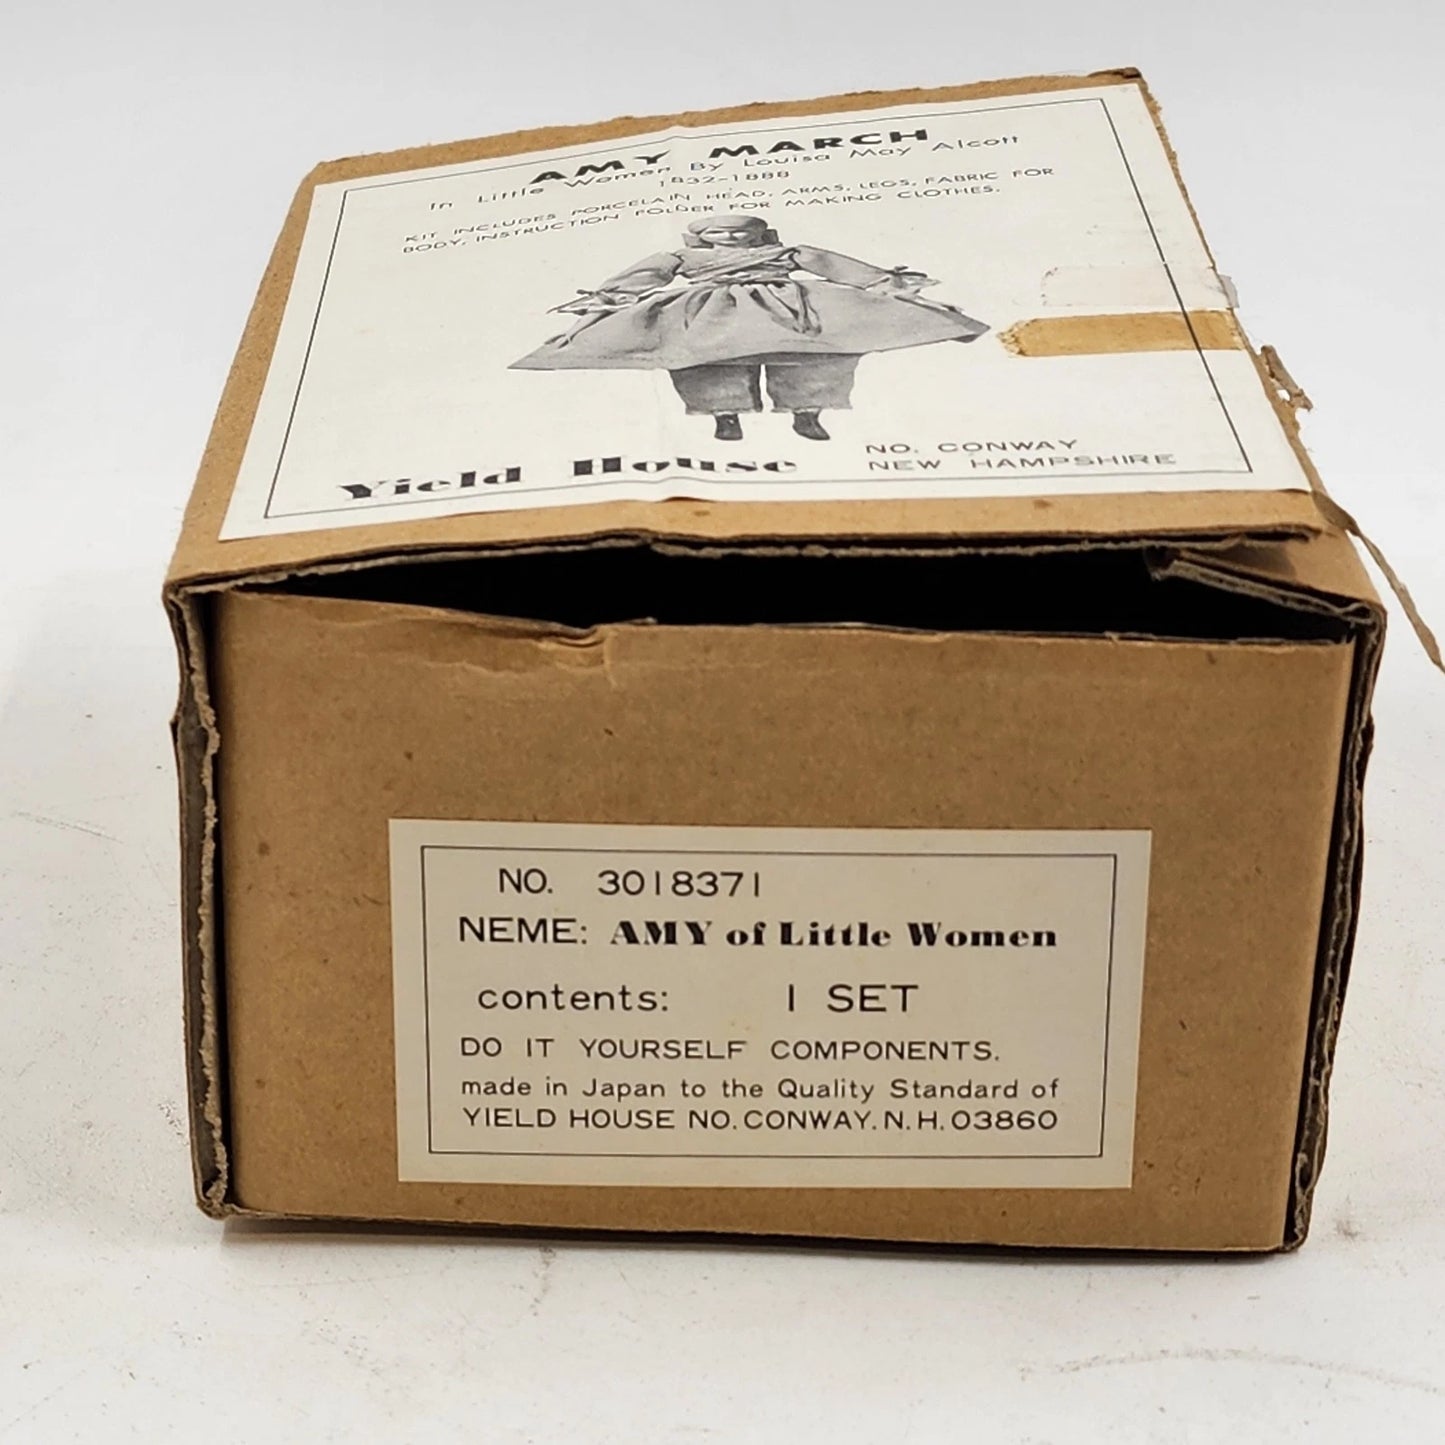 AMY MARCH
In Little Women By Louisa May Alcott
1832-1888
KIT INCLUDES PORCELAIN HEAD, ARMS, LEGS, FABRIC FOR
BODY, INSTRUCTION FOLDER FOR MAKING CLOTHES.
Yield House
NO. CONWAY
NEW HAMPSHIRE
NO. 3018371
NEME: AMY of Little Women
contents: 1 SET
DO IT YOURSELF COMPONENTS.
made in Japan to the Quality Standard of
YIELD HOUSE NO. CONWAY. N. H. 03860